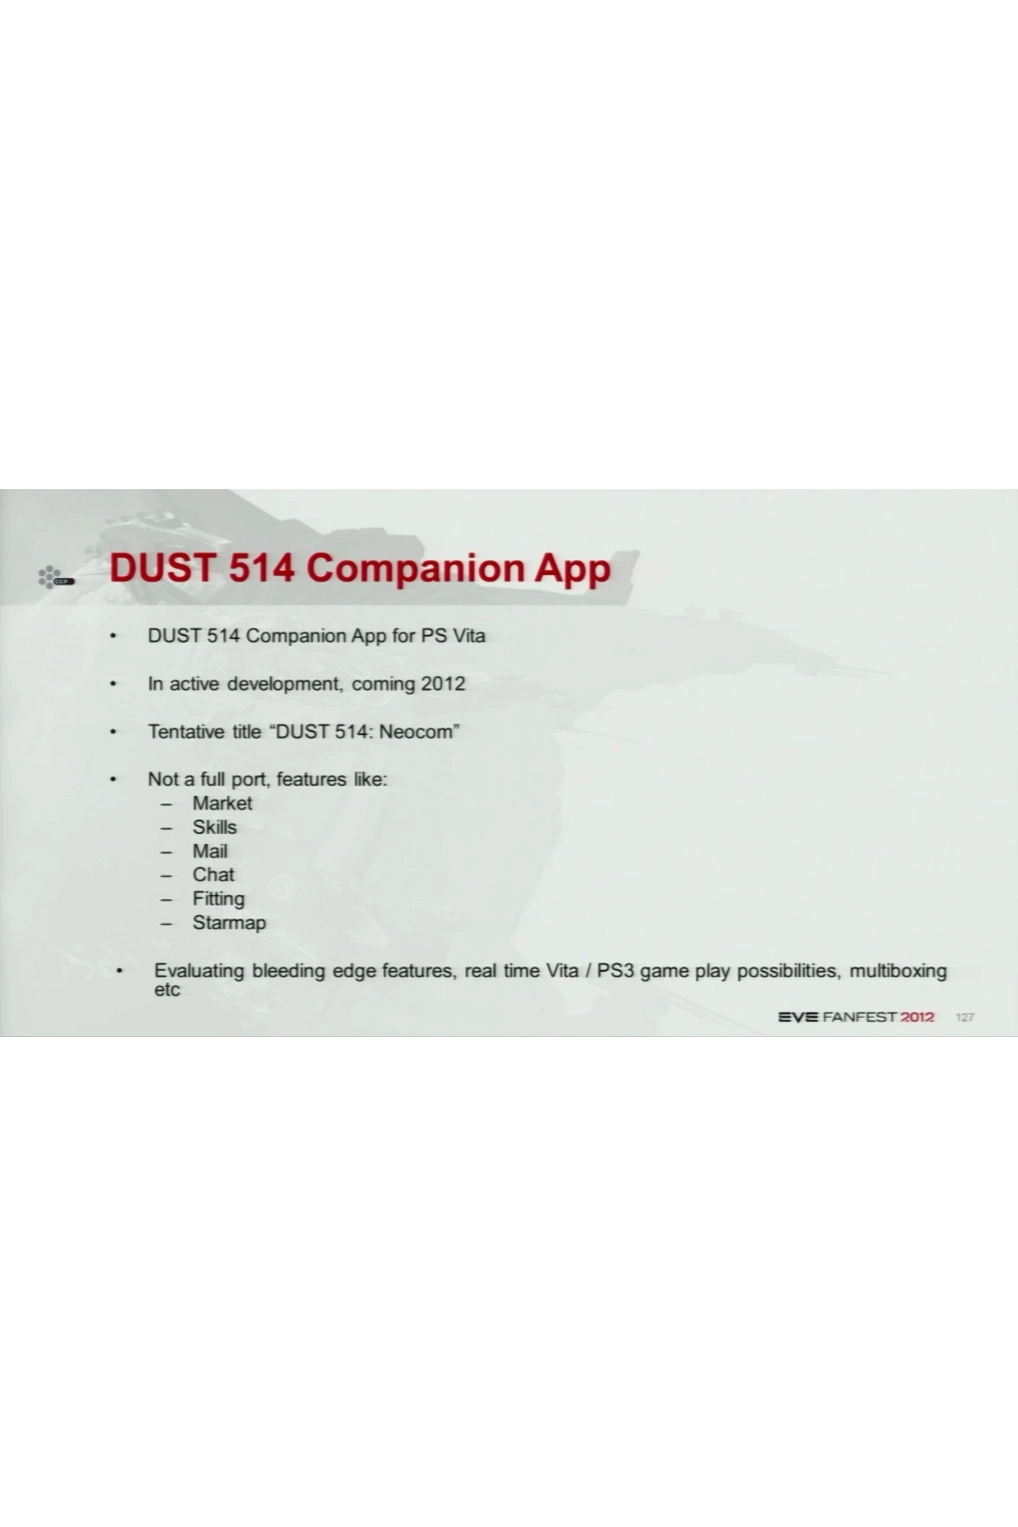 DUST 514 Companion App
CCP
• DUST 514 Companion App for PS Vita
• In active development, coming 2012
• Tentative title “DUST 514: Neocom”
• Not a full port, features like:
– Market
– Skills
– Mail
– Chat
– Fitting
– Starmap
• Evaluating bleeding edge features, real time Vita / PS3 game play possibilities, multiboxing
etc
EVE FANFEST 2012 127